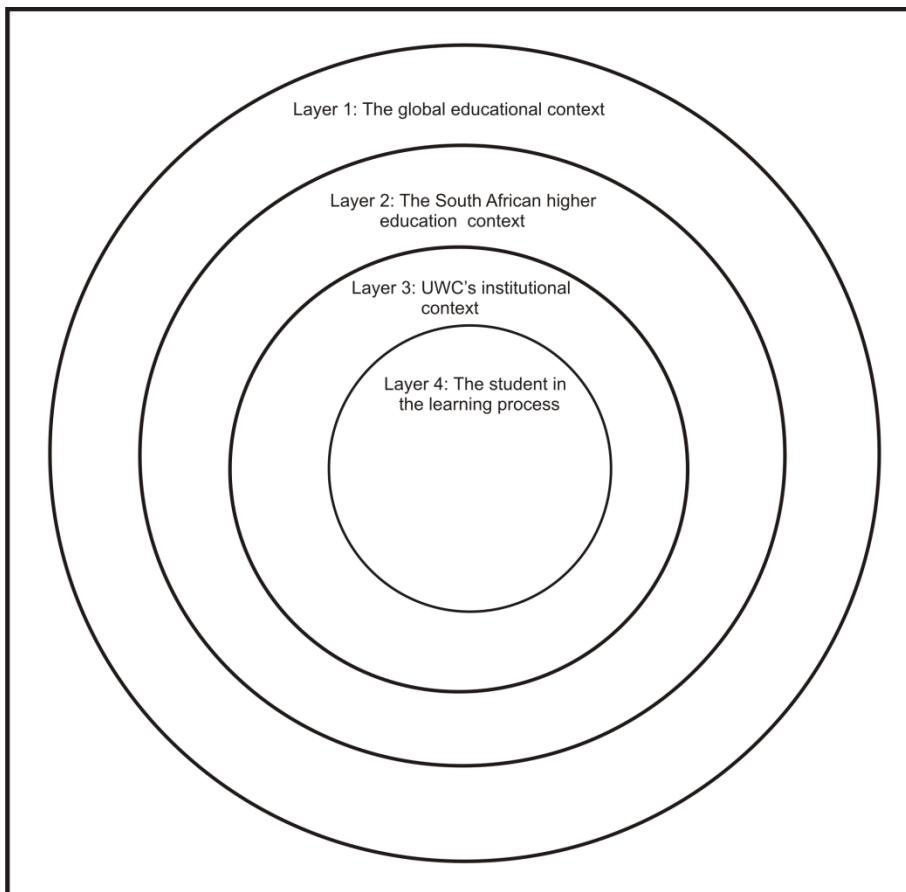 Layer 1: The global educational context
Layer 2: The South African higher
education context
Layer 3: UWC’s institutional
context
Layer 4: The student in
the learning process